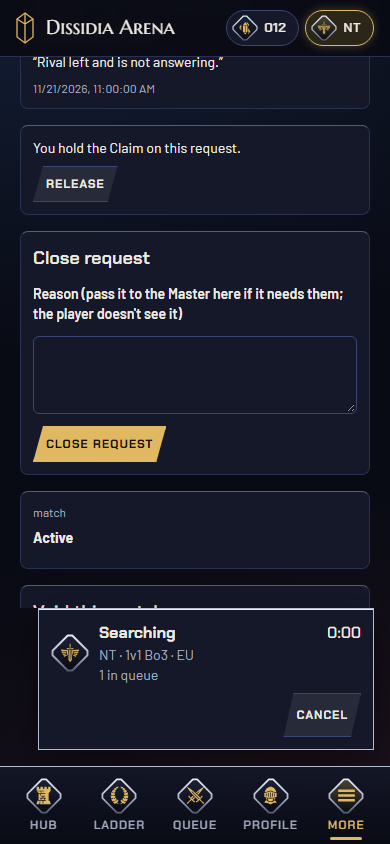 Dissidia Arena
012
NT
"Rival left and is not answering."
11/21/2026, 11:00:00 AM
You hold the Claim on this request.
RELEASE
Close request
Reason (pass it to the Master here if it needs them;
the player doesn't see it)
CLOSE REQUEST
match
Active
Searching
0:00
NT · 1v1 Bo3 · EU
1 in queue
CANCEL
HUB
LADDER
QUEUE
PROFILE
MORE